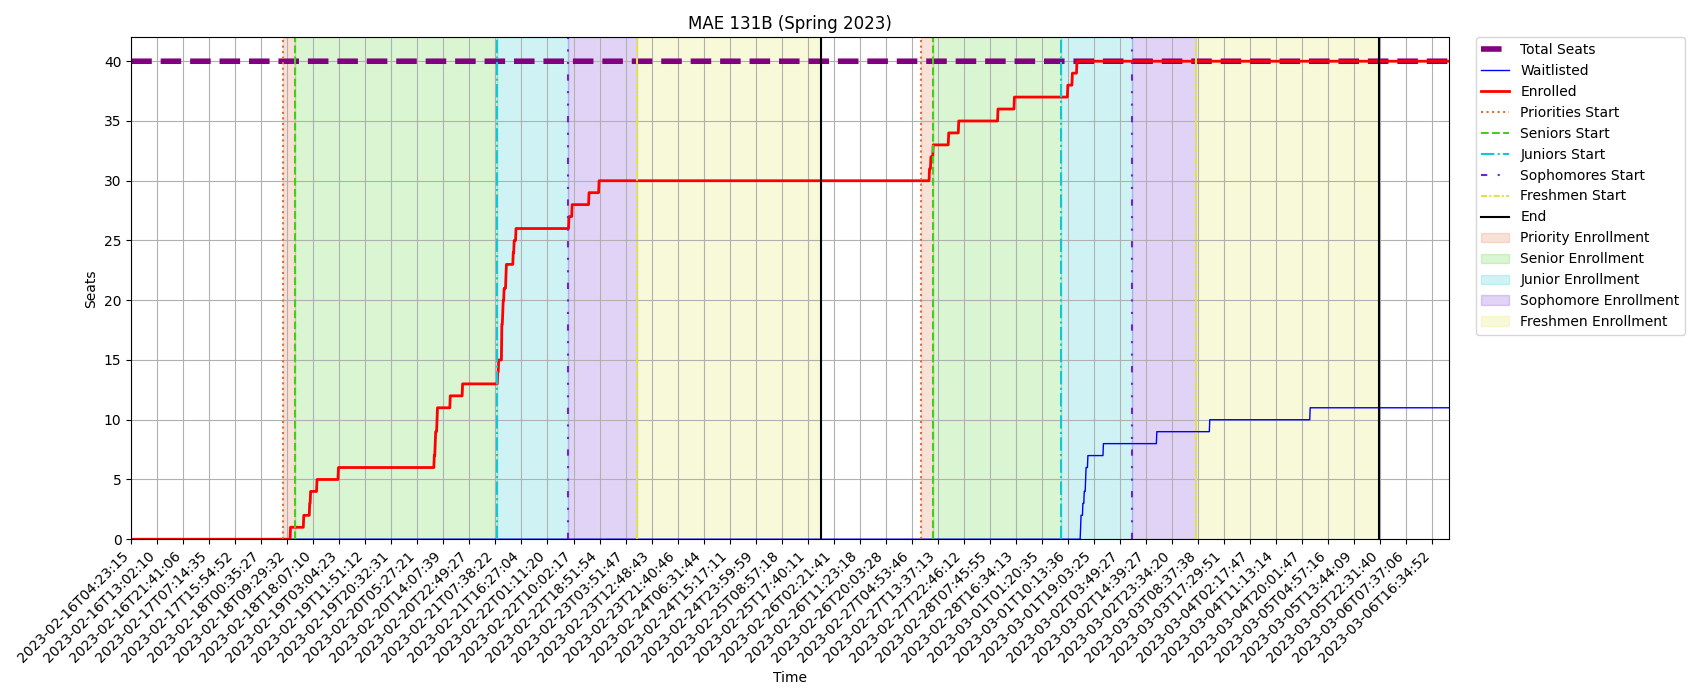 MAE 131B (Spring 2023)
Seats
40
35
30
25
20
15
10
5
0
2023-02-16T04:23:15
2023-02-16T13:02:10
2023-02-16T21:41:06
2023-02-17T07:14:35
2023-02-17T15:54:52
2023-02-18T00:35:27
2023-02-18T09:29:32
2023-02-18T18:07:10
2023-02-19T03:04:23
2023-02-19T11:51:12
2023-02-19T20:32:31
2023-02-20T05:27:21
2023-02-20T14:07:39
2023-02-20T22:49:27
2023-02-21T07:38:22
2023-02-21T16:27:04
2023-02-22T01:11:20
2023-02-22T10:02:17
2023-02-22T18:51:54
2023-02-23T03:51:47
2023-02-23T12:48:43
2023-02-23T21:40:46
2023-02-24T06:31:44
2023-02-24T15:17:11
2023-02-24T23:59:59
2023-02-25T08:57:18
2023-02-25T17:40:11
2023-02-26T02:21:41
2023-02-26T11:23:18
2023-02-26T20:03:28
2023-02-27T04:53:46
2023-02-27T13:37:13
2023-02-27T22:46:12
2023-02-28T07:45:55
2023-02-28T16:34:13
2023-03-01T01:20:35
2023-03-01T10:13:36
2023-03-01T19:03:25
2023-03-02T03:49:27
2023-03-02T14:39:27
2023-03-02T23:34:20
2023-03-03T08:37:38
2023-03-03T17:29:51
2023-03-04T02:17:47
2023-03-04T11:13:14
2023-03-04T20:01:47
2023-03-05T04:57:16
2023-03-05T13:44:09
2023-03-05T22:31:40
2023-03-06T07:37:06
2023-03-06T16:34:52
Time
Total Seats
Waitlisted
Enrolled
Priorities Start
Seniors Start
Juniors Start
Sophomores Start
Freshmen Start
End
Priority Enrollment
Senior Enrollment
Junior Enrollment
Sophomore Enrollment
Freshmen Enrollment